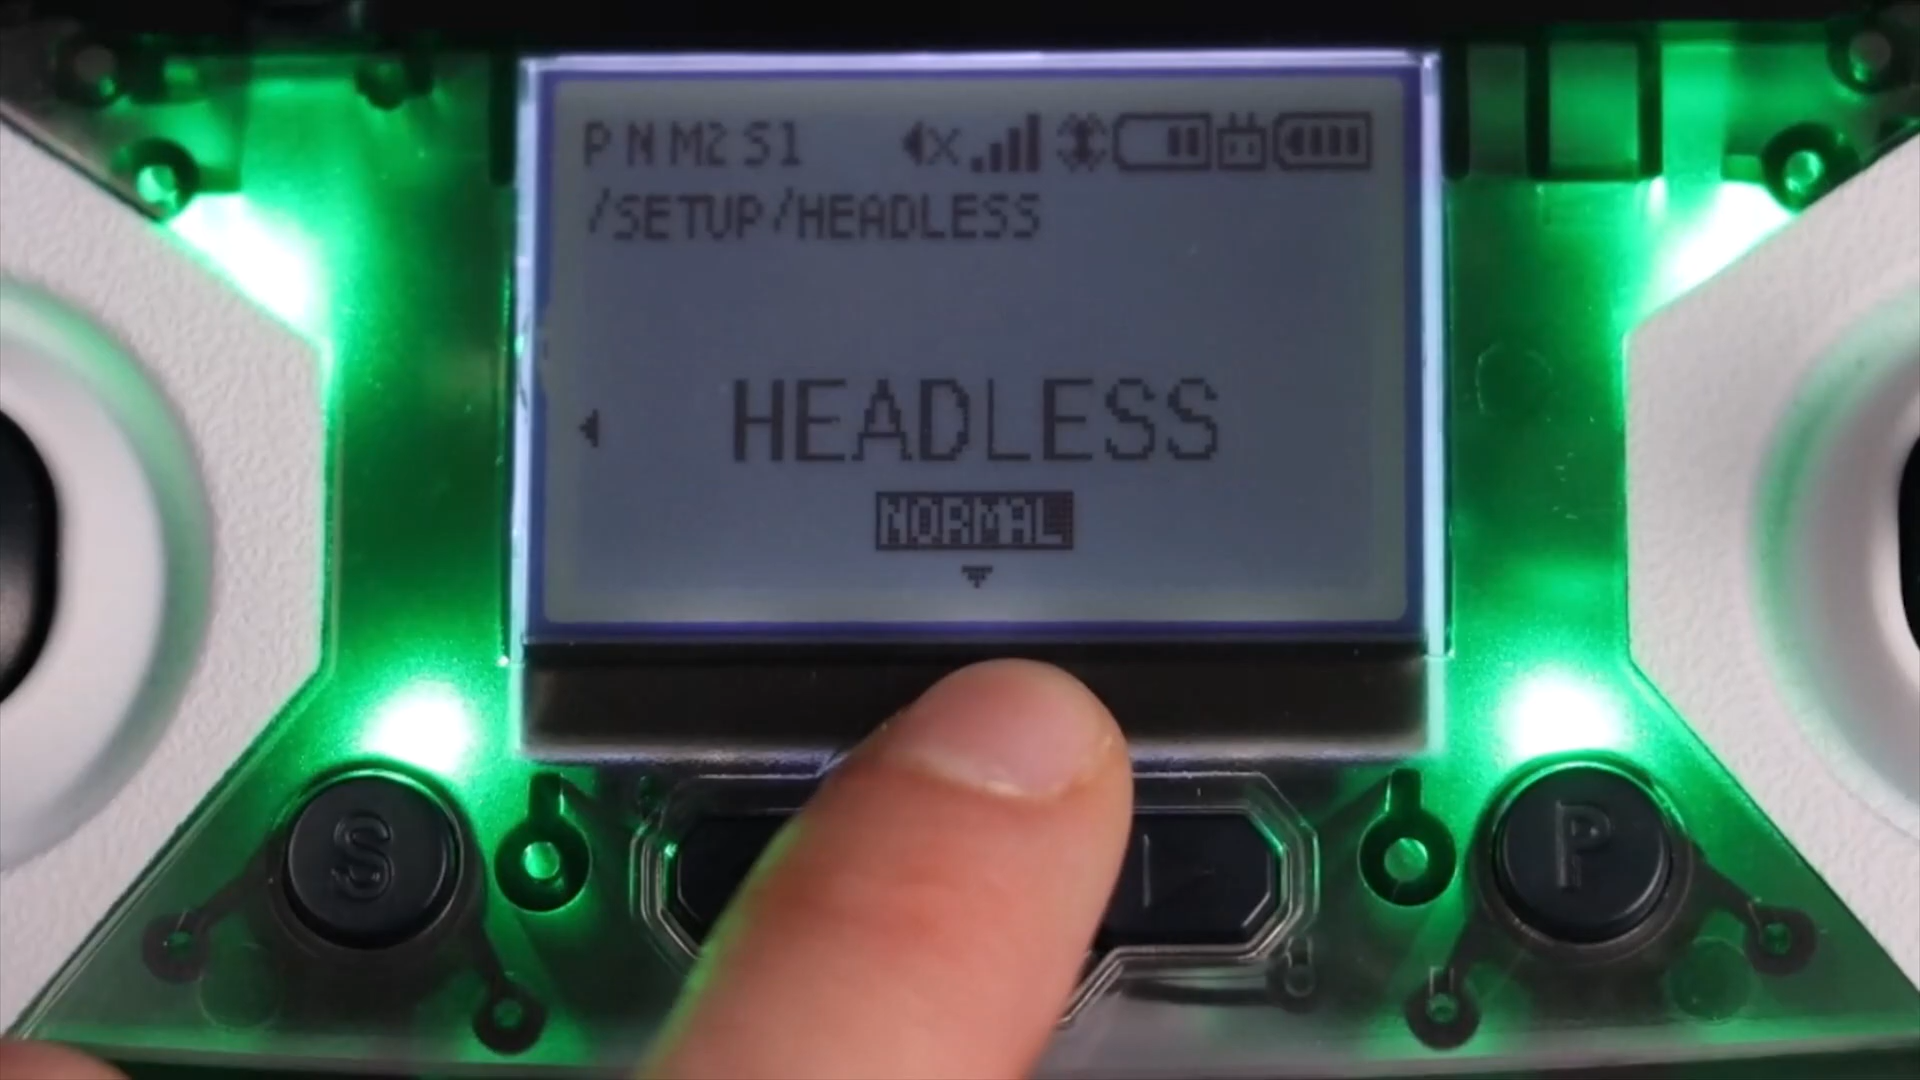 P N M2 S1
/SETUP/HEADLESS
HEADLESS
NORMAL
S
P